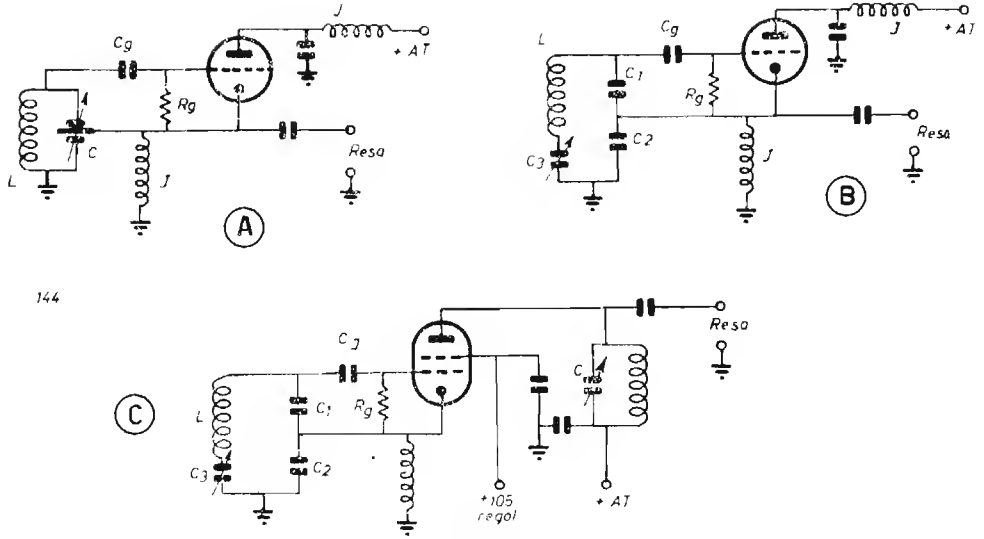 J
+ AT
Cg
Rg
C
L
J
Resa
A
J
+ AT
L
Cg
C1
Rg
C2
C3
J
Resa
B
144
Resa
CJ
C
L
C1
Rg
C3
C2
C
+105
regol
+ AT